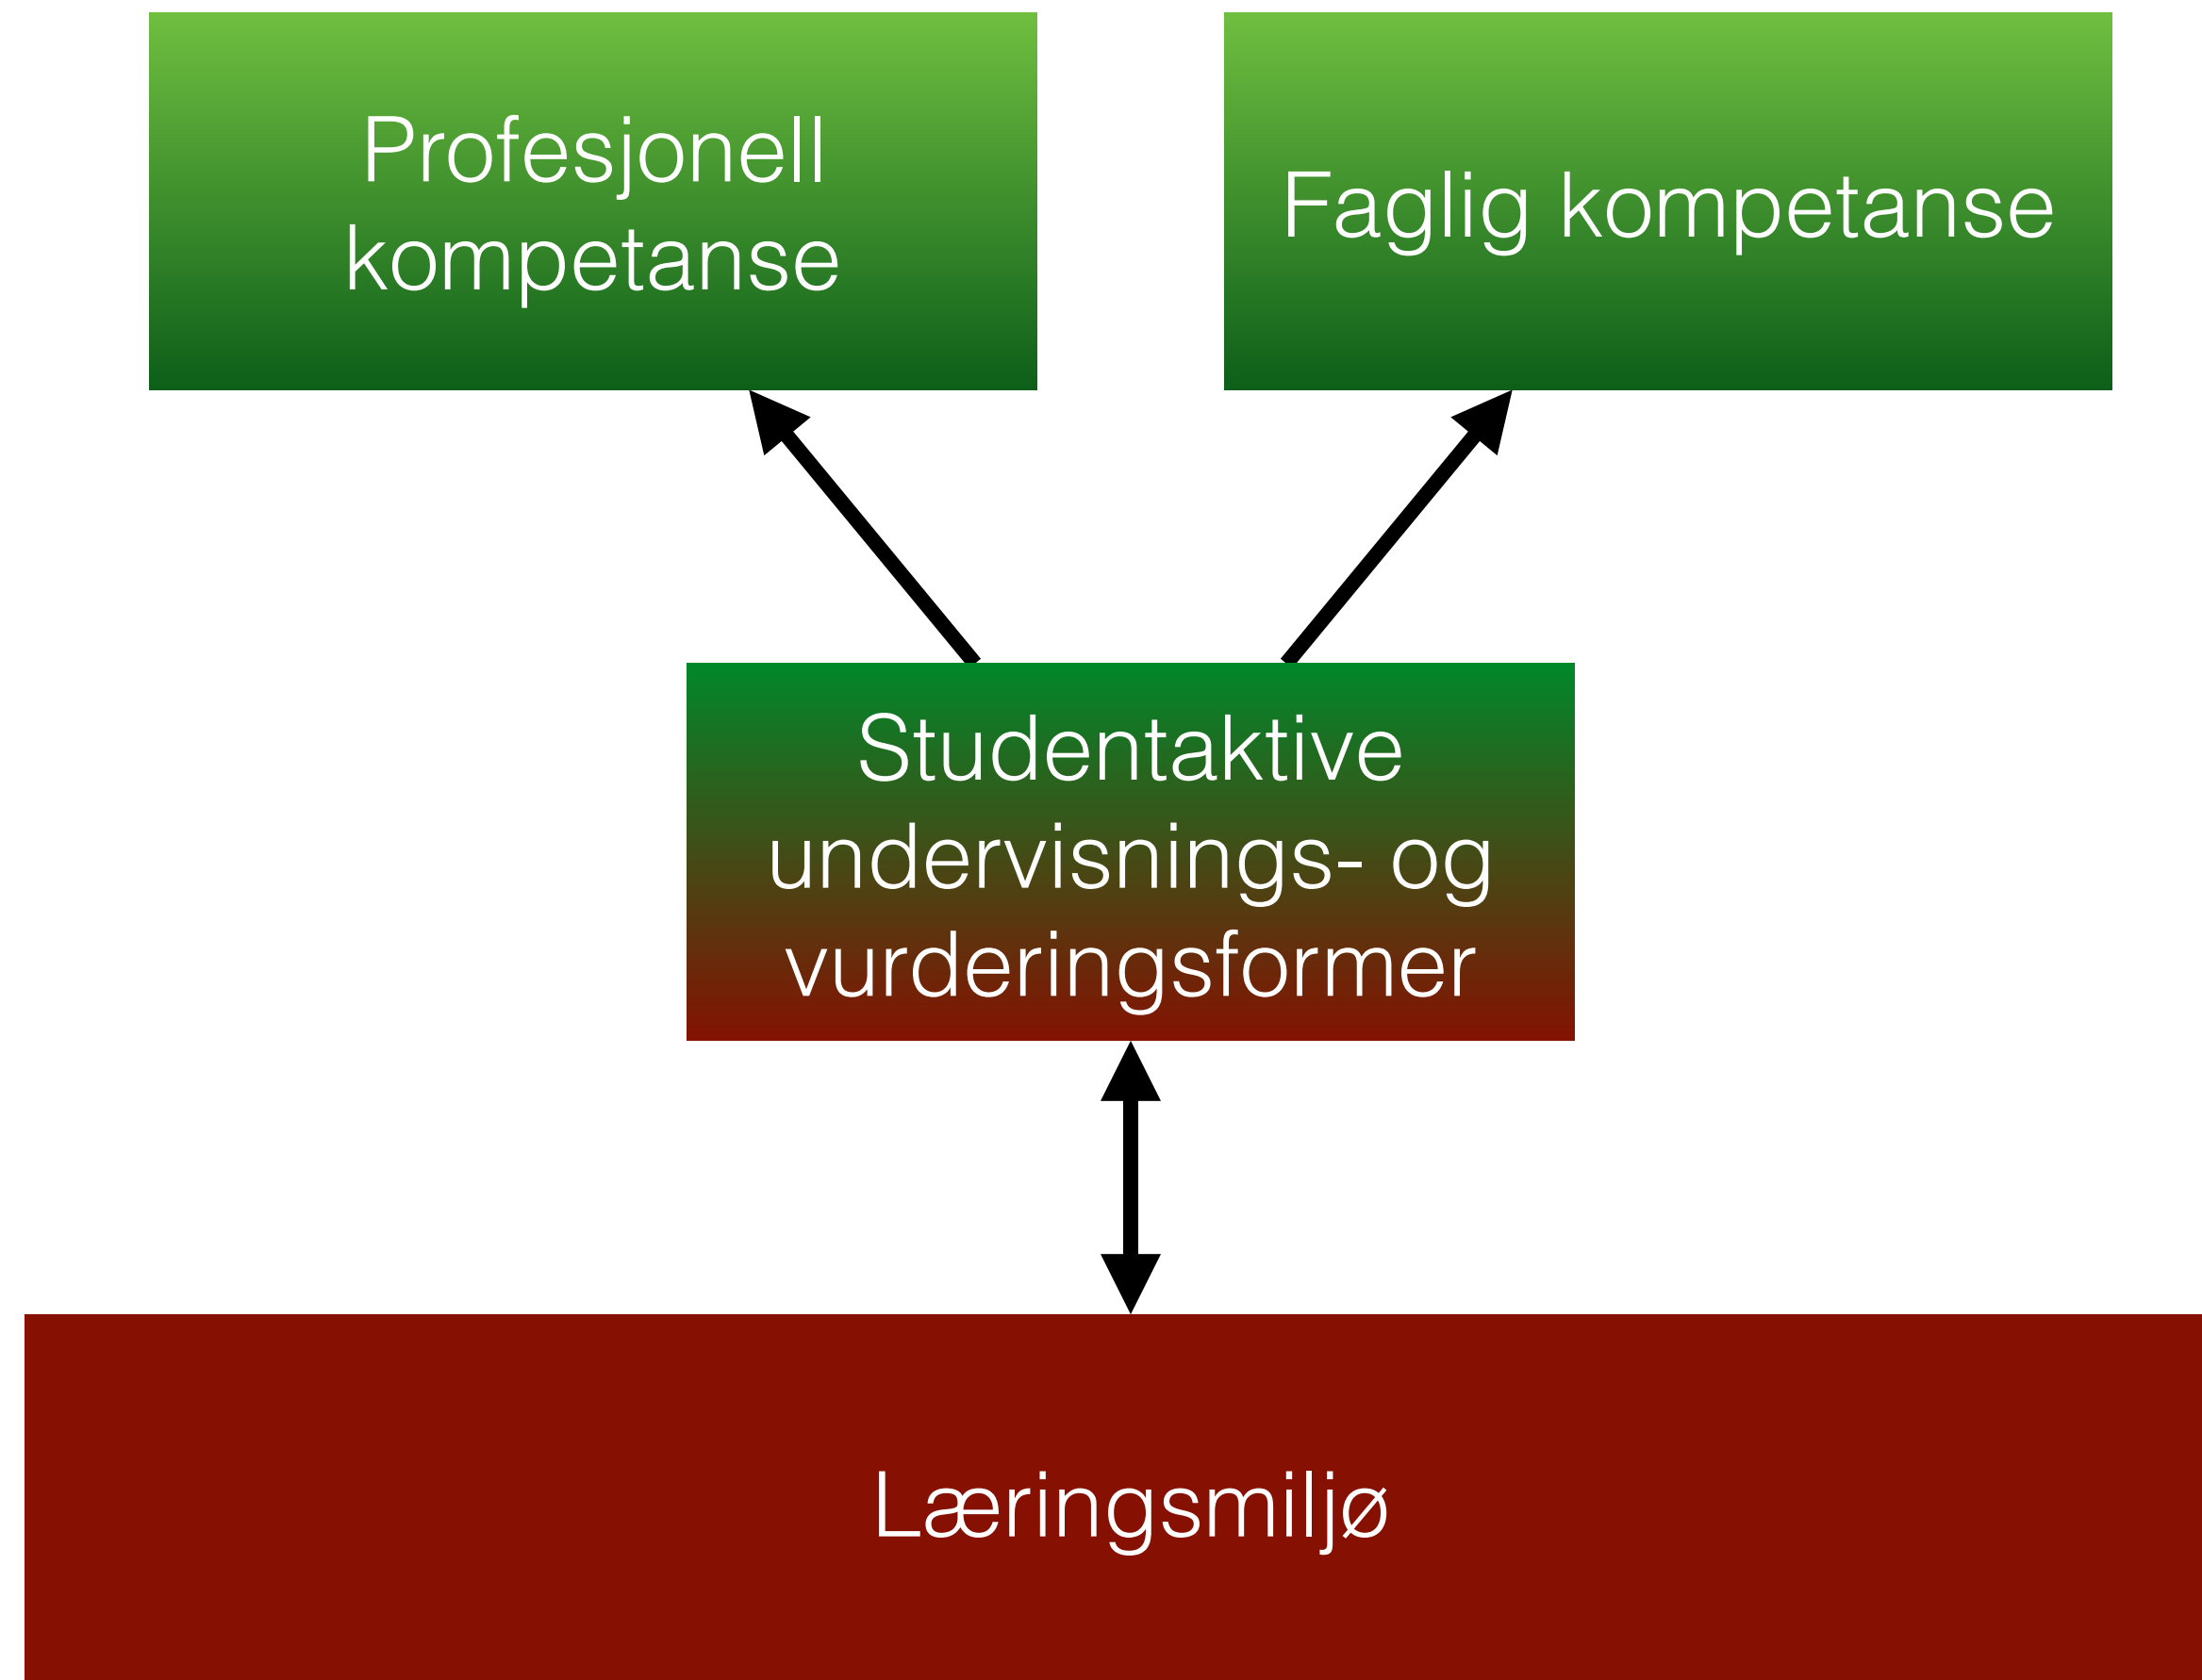 Profesjonell
kompetanse
Faglig kompetanse
Studentaktive
undervisnings- og
vurderingsformer
Læringsmiljø